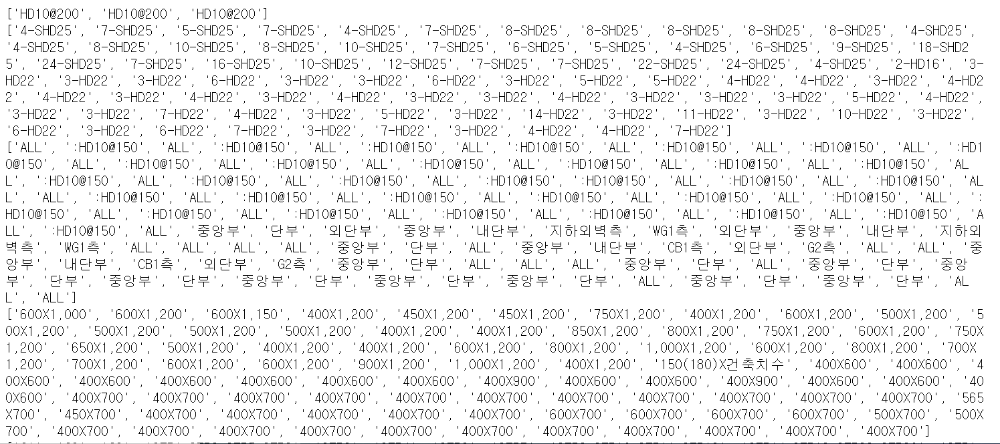 ['HD10@200', 'HD10@200', 'HD10@200']
['4-SHD25', '7-SHD25', '5-SHD25', '7-SHD25', '4-SHD25', '7-SHD25', '8-SHD25', '8-SHD25', '8-SHD25', '8-SHD25', '8-SHD25', '4-SHD25',
'4-SHD25', '8-SHD25', '10-SHD25', '8-SHD25', '10-SHD25', '7-SHD25', '6-SHD25', '5-SHD25', '4-SHD25', '6-SHD25', '9-SHD25', '18-SHD2
5', '24-SHD25', '7-SHD25', '16-SHD25', '10-SHD25', '12-SHD25', '7-SHD25', '7-SHD25', '22-SHD25', '24-SHD25', '4-SHD25', '2-HD16', '3-
HD22', '3-HD22', '3-HD22', '6-HD22', '3-HD22', '3-HD22', '6-HD22', '3-HD22', '5-HD22', '5-HD22', '4-HD22', '4-HD22', '3-HD22', '4-HD2
2', '4-HD22', '3-HD22', '4-HD22', '3-HD22', '4-HD22', '3-HD22', '3-HD22', '4-HD22', '3-HD22', '3-HD22', '3-HD22', '5-HD22', '4-HD22',
'3-HD22', '3-HD22', '7-HD22', '4-HD22', '3-HD22', '5-HD22', '3-HD22', '14-HD22', '3-HD22', '11-HD22', '3-HD22', '10-HD22', '3-HD22',
'6-HD22', '3-HD22', '6-HD22', '7-HD22', '3-HD22', '7-HD22', '3-HD22', '4-HD22', '4-HD22', '7-HD22']
['ALL', ':HD10@150', 'ALL', ':HD10@150', 'ALL', ':HD10@150', 'ALL', ':HD10@150', 'ALL', ':HD10@150', 'ALL', ':HD10@150', 'ALL', ':HD1
0@150', 'ALL', ':HD10@150', 'ALL', ':HD10@150', 'ALL', ':HD10@150', 'ALL', ':HD10@150', 'ALL', ':HD10@150', 'ALL', ':HD10@150', 'AL
L', ':HD10@150', 'ALL', ':HD10@150', 'ALL', ':HD10@150', 'ALL', ':HD10@150', 'ALL', ':HD10@150', 'ALL', ':HD10@150', 'AL
L', 'ALL', ':HD10@150', 'ALL', ':HD10@150', 'ALL', ':HD10@150', 'ALL', ':HD10@150', 'ALL', ':HD10@150', 'ALL', ':HD10@150', 'ALL', ':
HD10@150', 'ALL', ':HD10@150', 'ALL', ':HD10@150', 'ALL', ':HD10@150', 'ALL', ':HD10@150', 'ALL', ':HD10@150', 'A
LL', ':HD10@150', 'ALL', '중앙부', '단부', '외단부', '중앙부', '내단부', '지하외벽측', 'WG1측', '외단부', '중앙부', '내단부', '지하외
벽측', 'WG1측', 'ALL', 'ALL', 'ALL', 'ALL', '중앙부', '단부', 'ALL', '중앙부', '내단부', 'CB1측', '외단부', 'G2측', 'ALL', 'ALL', '중
앙부', '내단부', 'CB1측', '외단부', 'G2측', '중앙부', '단부', 'ALL', 'ALL', 'ALL', '중앙부', '단부', 'ALL', '중앙부', '단부', '중앙
부', '단부', '중앙부', '단부', '중앙부', '단부', '중앙부', '단부', '중앙부', '단부', 'ALL', '중앙부', '단부', '중앙부', '단부', 'AL
L', 'ALL']
['600X1,000', '600X1,200', '600X1,150', '400X1,200', '450X1,200', '450X1,200', '750X1,200', '400X1,200', '600X1,200', '500X1,200', '5
00X1,200', '500X1,200', '500X1,200', '500X1,200', '400X1,200', '400X1,200', '850X1,200', '800X1,200', '750X1,200', '600X1,200', '750X
1,200', '650X1,200', '500X1,200', '400X1,200', '400X1,200', '600X1,200', '800X1,200', '1,000X1,200', '600X1,200', '800X1,200', '700X
1,200', '700X1,200', '600X1,200', '600X1,200', '900X1,200', '1,000X1,200', '400X1,200', '150(180)X건축치수', '400X600', '400X600', '4
00X600', '400X600', '400X600', '400X600', '400X600', '400X900', '400X600', '400X600', '400X900', '400X600', '400X600', '40
0X600', '400X700', '400X700', '400X700', '400X700', '400X700', '400X700', '400X700', '400X700', '400X700', '400X700', '565
X700', '450X700', '400X700', '400X700', '400X700', '400X700', '600X700', '600X700', '600X700', '600X700', '500X700', '500X
700', '400X700', '400X700', '400X700', '400X700', '400X700', '400X700', '400X700', '400X700', '400X700', '400X700']